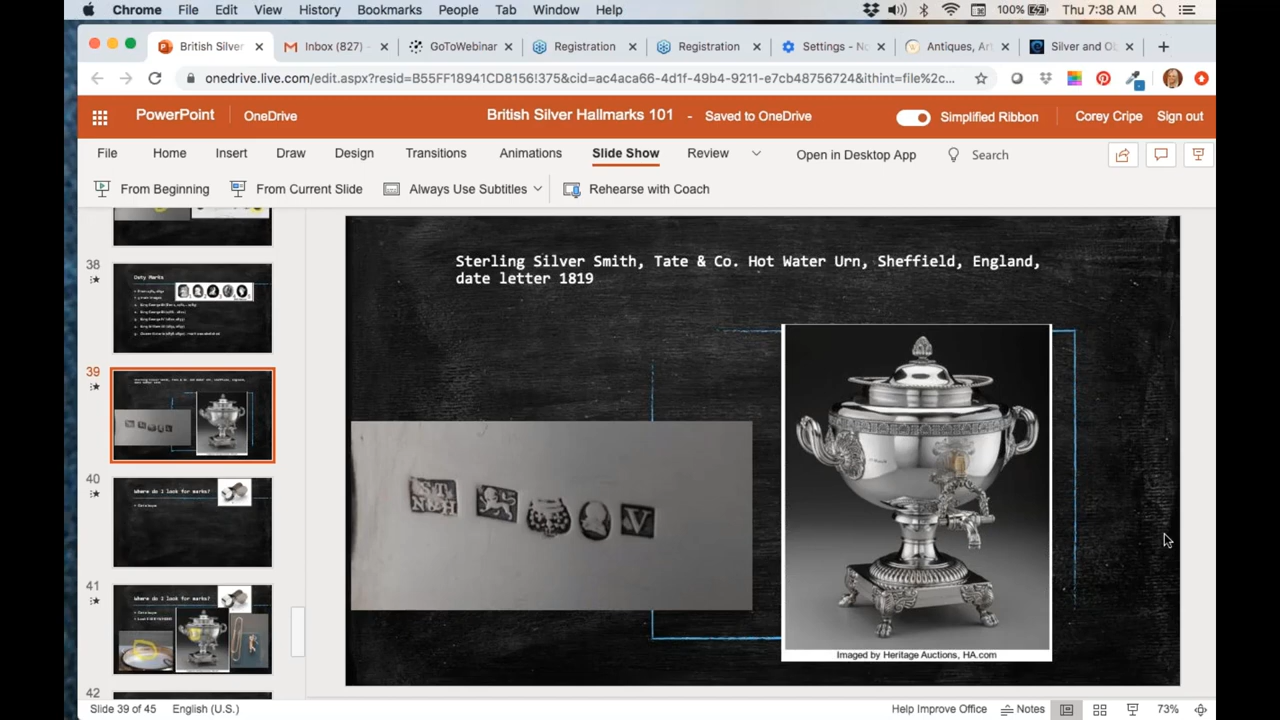 Chrome File Edit View History Bookmarks People Tab Window Help 100% Thu 7:38 AM
British Silver Inbox (827) - GoToWebinar Registration Registration Settings - No Antiques, Ar Silver and Ob
onedrive.live.com/edit.aspx?resid=B55FF18941CD8156!375&cid=ac4aca66-4d1f-49b4-9211-e7cb48756724&ithint=file%2c...
PowerPoint OneDrive British Silver Hallmarks 101 - Saved to OneDrive Simplified Ribbon Corey Cripe Sign out
File Home Insert Draw Design Transitions Animations Slide Show Review Open in Desktop App Search
From Beginning From Current Slide Always Use Subtitles Rehearse with Coach
38
Duty Marks
39
40
Where do I look for marks?
41
Where do I look for marks?
42
Sterling Silver Smith, Tate & Co. Hot Water Urn, Sheffield, England,
date letter 1819
V
Imaged by Heritage Auctions, HA.com
Slide 39 of 45 English (U.S.) Help Improve Office Notes 73%